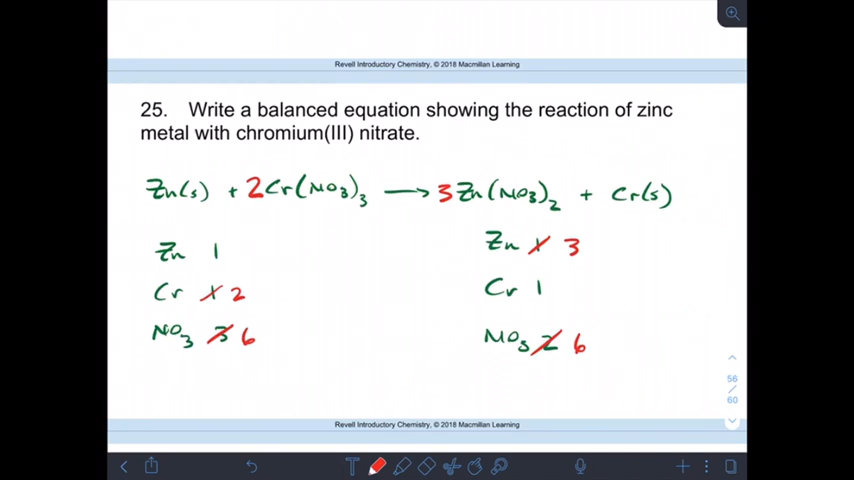 Revell Introductory Chemistry, © 2018 Macmillan Learning
25. Write a balanced equation showing the reaction of zinc
metal with chromium(III) nitrate.
Zn(s) + 2Cr(NO3)3 → 3Zn(NO3)2 + Cr(s)
Zn 1 Zn 1 3
Cr 1 2 Cr 1
NO3 3 6 NO3 2 6
56
/
60
Revell Introductory Chemistry, © 2018 Macmillan Learning
T